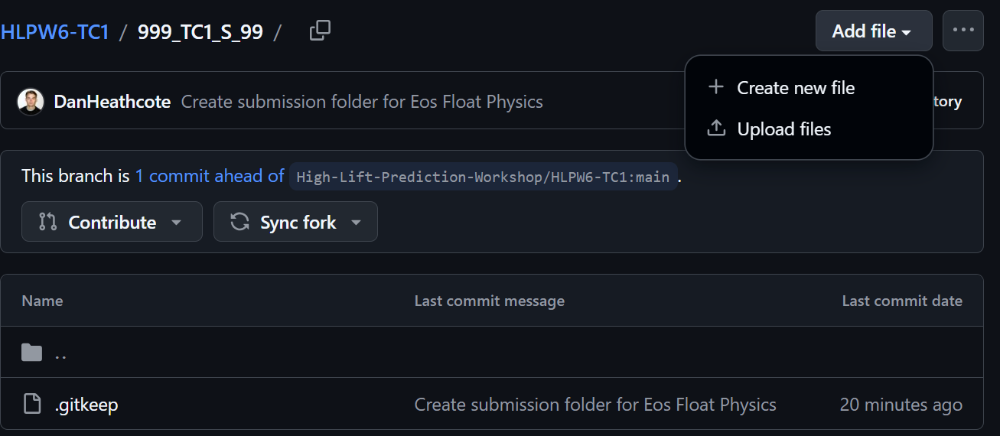 HLPW6-TC1 / 999_TC1_S_99 /
Add file
Create new file
Upload files
DanHeathcote Create submission folder for Eos Float Physics
tory
This branch is 1 commit ahead of High-Lift-Prediction-Workshop/HLPW6-TC1:main .
Contribute Sync fork
Name Last commit message Last commit date
..
.gitkeep Create submission folder for Eos Float Physics 20 minutes ago